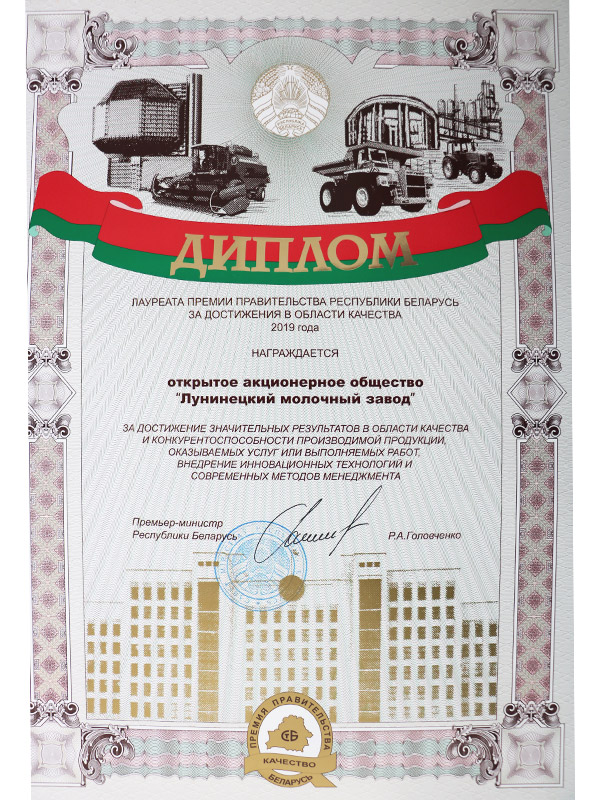 ДИПЛОМ
ЛАУРЕАТА ПРЕМИИ ПРАВИТЕЛЬСТВА РЕСПУБЛИКИ БЕЛАРУСЬ
ЗА ДОСТИЖЕНИЯ В ОБЛАСТИ КАЧЕСТВА
2019 года
НАГРАЖДАЕТСЯ
открытое акционерное общество
"Лунинецкий молочный завод"
ЗА ДОСТИЖЕНИЕ ЗНАЧИТЕЛЬНЫХ РЕЗУЛЬТАТОВ В ОБЛАСТИ КАЧЕСТВА
И КОНКУРЕНТОСПОСОБНОСТИ ПРОИЗВОДИМОЙ ПРОДУКЦИИ,
ОКАЗЫВАЕМЫХ УСЛУГ ИЛИ ВЫПОЛНЯЕМЫХ РАБОТ,
ВНЕДРЕНИЕ ИННОВАЦИОННЫХ ТЕХНОЛОГИЙ И
СОВРЕМЕННЫХ МЕТОДОВ МЕНЕДЖМЕНТА
Премьер-министр
Республики Беларусь Р.А.Головченко
ПРЕМИЯ ПРАВИТЕЛЬСТВА
СТБ
КАЧЕСТВО
БЕЛАРУСЬ